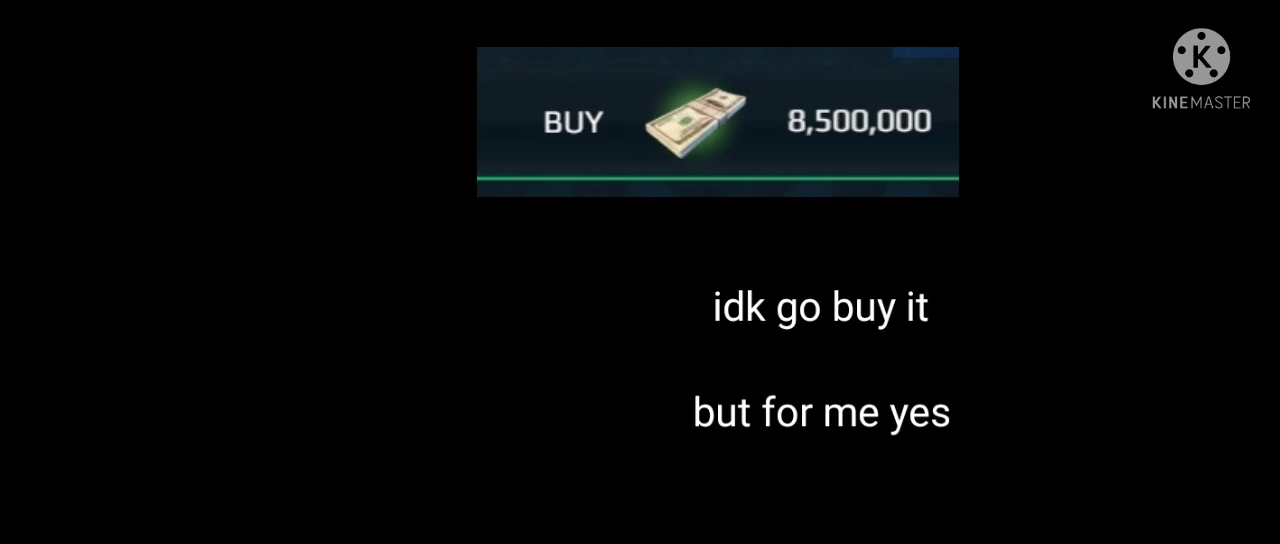 BUY 8,500,000
KINEMASTER
idk go buy it
but for me yes